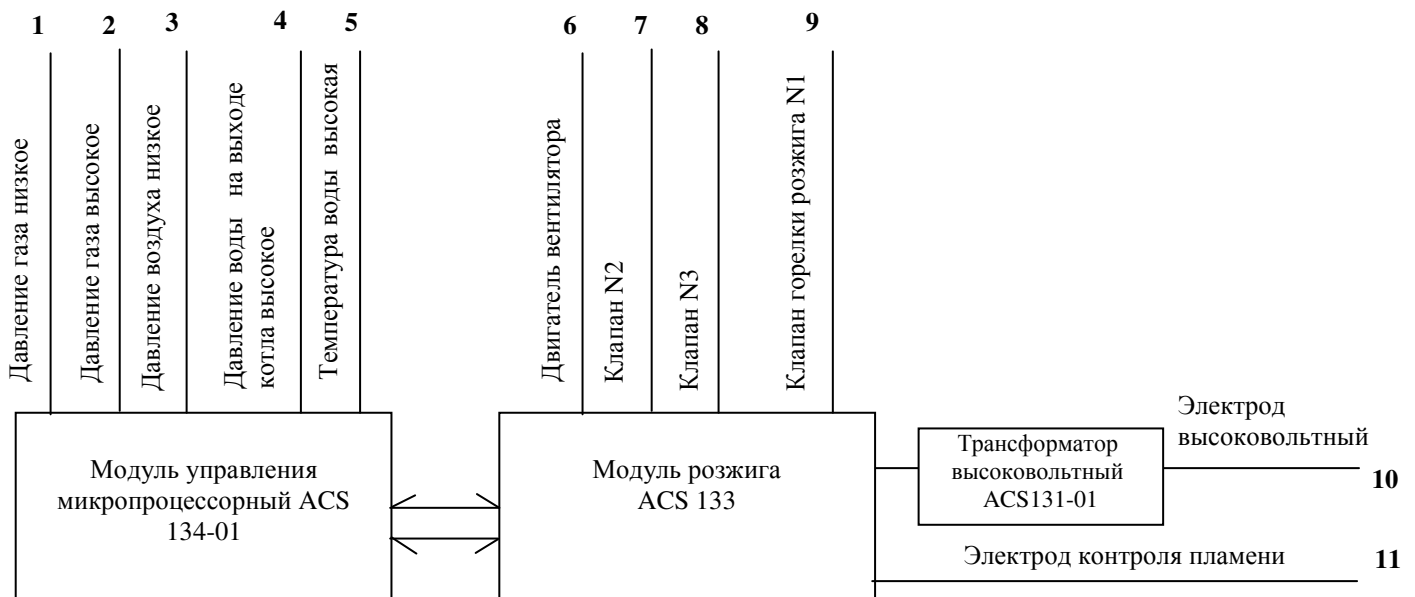 1
2
3
4
5
6
7
8
9
Давление газа низкое
Давление газа высокое
Давление воздуха низкое
Давление воды на выходе
котла высокое
Температура воды высокая
Двигатель вентилятора
Клапан N2
Клапан N3
Клапан горелки розжига N1
Модуль управления
микропроцессорный ACS
134-01
Модуль розжига
ACS 133
Трансформатор
высоковольтный
ACS131-01
Электрод
высоковольтный
10
Электрод контроля пламени
11